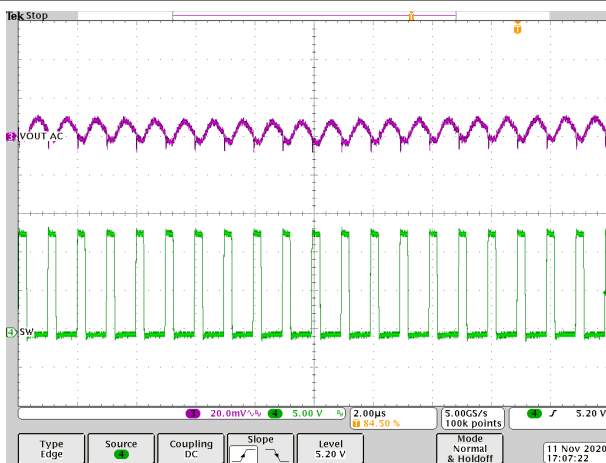 Tek Stop
T
T
3 VOUT AC
4 SW
3 20.0mV 4 5.00 V
2.00µs
T 84.50 %
5.00GS/s
100k points
4 5.20 V
Type
Edge
Source
4
Coupling
DC
Slope
Level
5.20 V
Mode
Normal
& Holdoff
11 Nov 2020
17:07:22